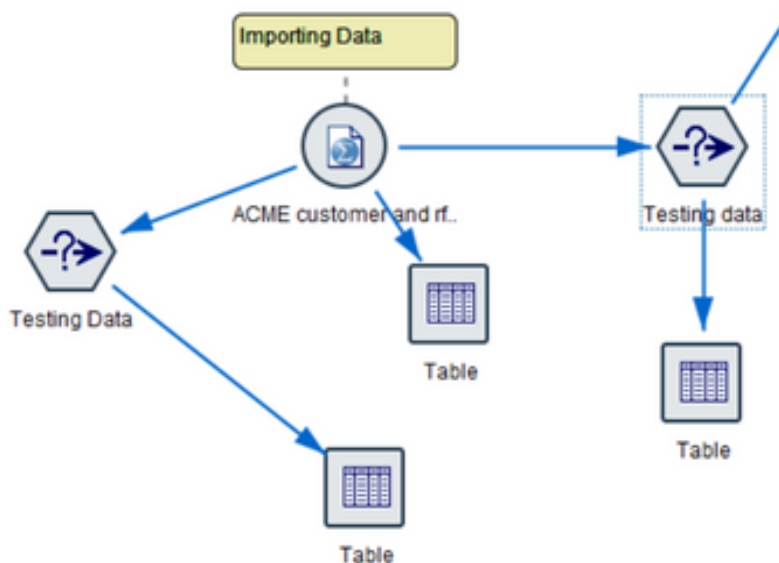 Importing Data
ACME customer and rf..
Testing data
Testing Data
Table
Table
Table